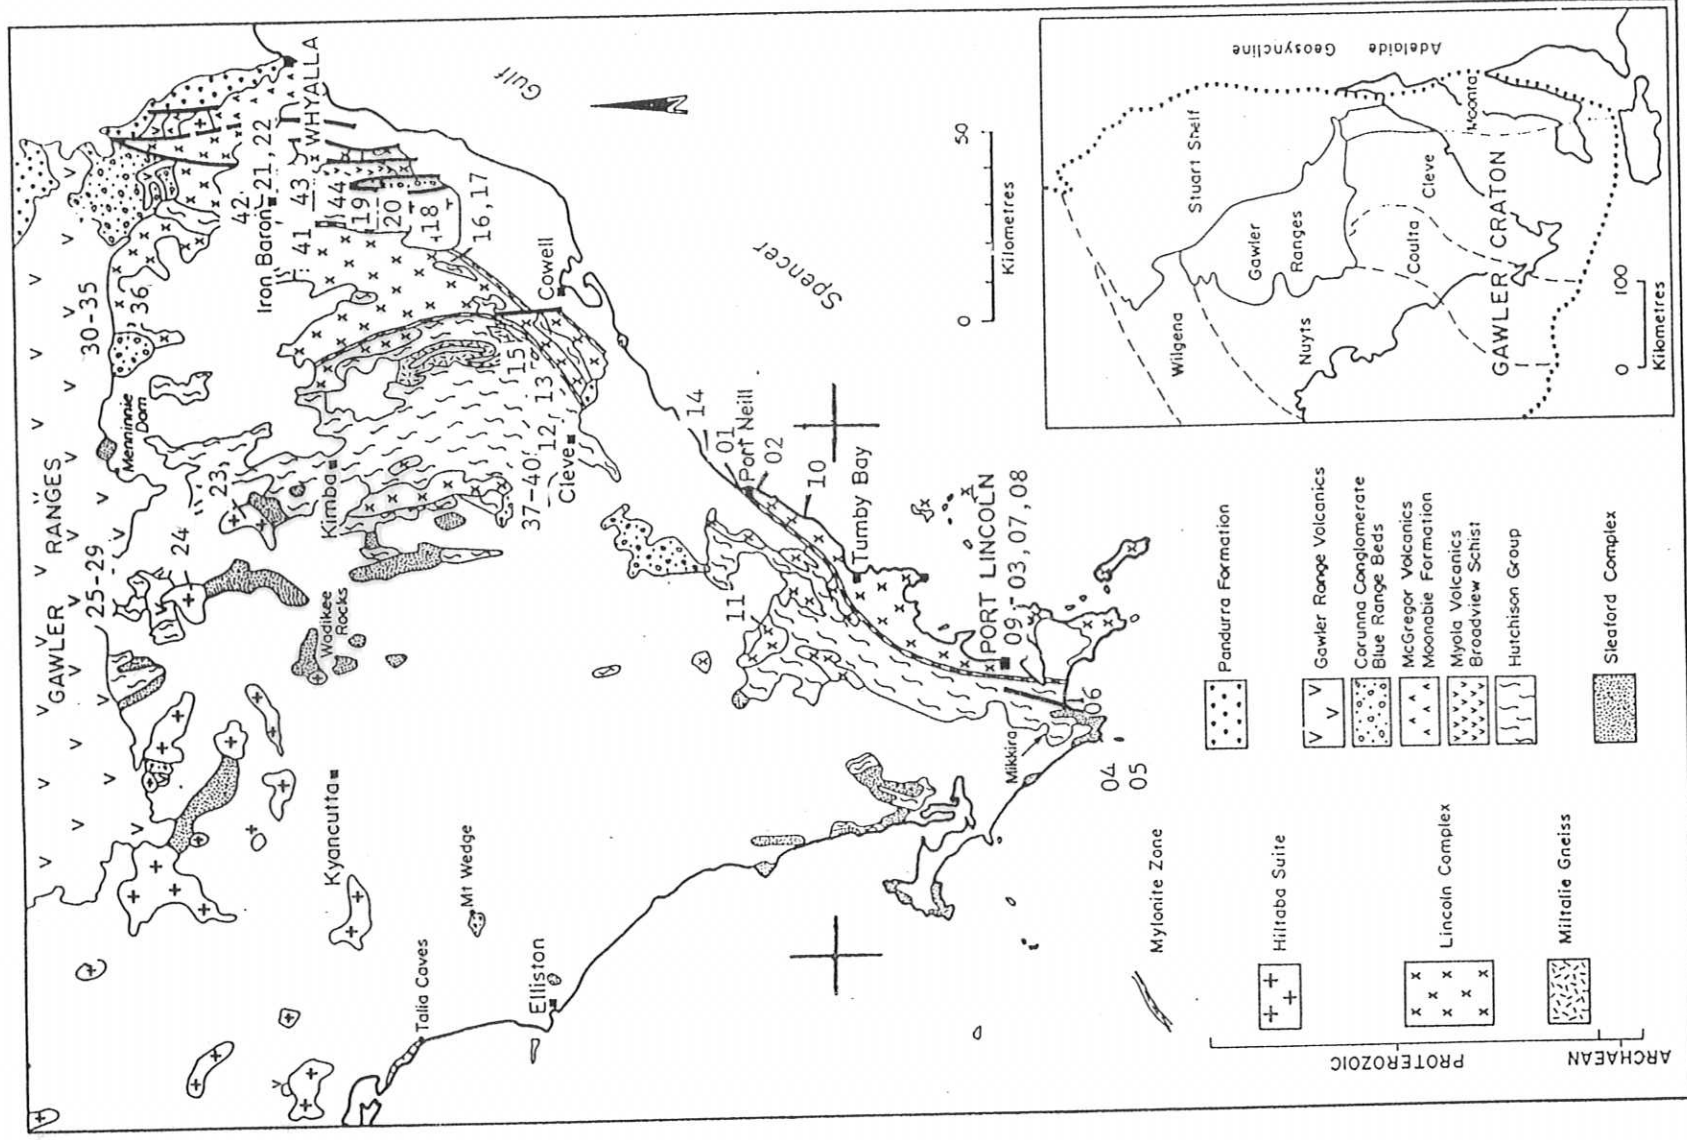 GAWLER RANGES
25-29
30-35
36
24
23
Menninnie
Dam
Wadikee
Rocks
Kimba
Kyancutta
Mt Wedge
Talia Caves
Elliston
42
Iron Baron
21, 22
41
43
44
WHYALLA
19
20
18
16, 17
15
13
12
37-40
Cleve
Cowell
Gulf
Spencer
N
14
01
Port Neill
02
10
Tumby Bay
11
PORT LINCOLN
09, -03, 07, 08
06
Mikkira
04
05
0 50
Kilometres
Adelaide Geosyncline
Stuart Shelf
Moonta
Wilgena
Gawler
Ranges
Nuyts
Coulta
Cleve
GAWLER CRATON
0 100
Kilometres
Pandurra Formation
Gawler Range Volcanics
Corunna Conglomerate
Blue Range Beds
McGregor Volcanics
Moonabie Formation
Myola Volcanics
Broadview Schist
Hutchison Group
Sleaford Complex
Mylonite Zone
Hiltaba Suite
Lincoln Complex
Miltalie Gneiss
PROTEROZOIC
ARCHAEAN